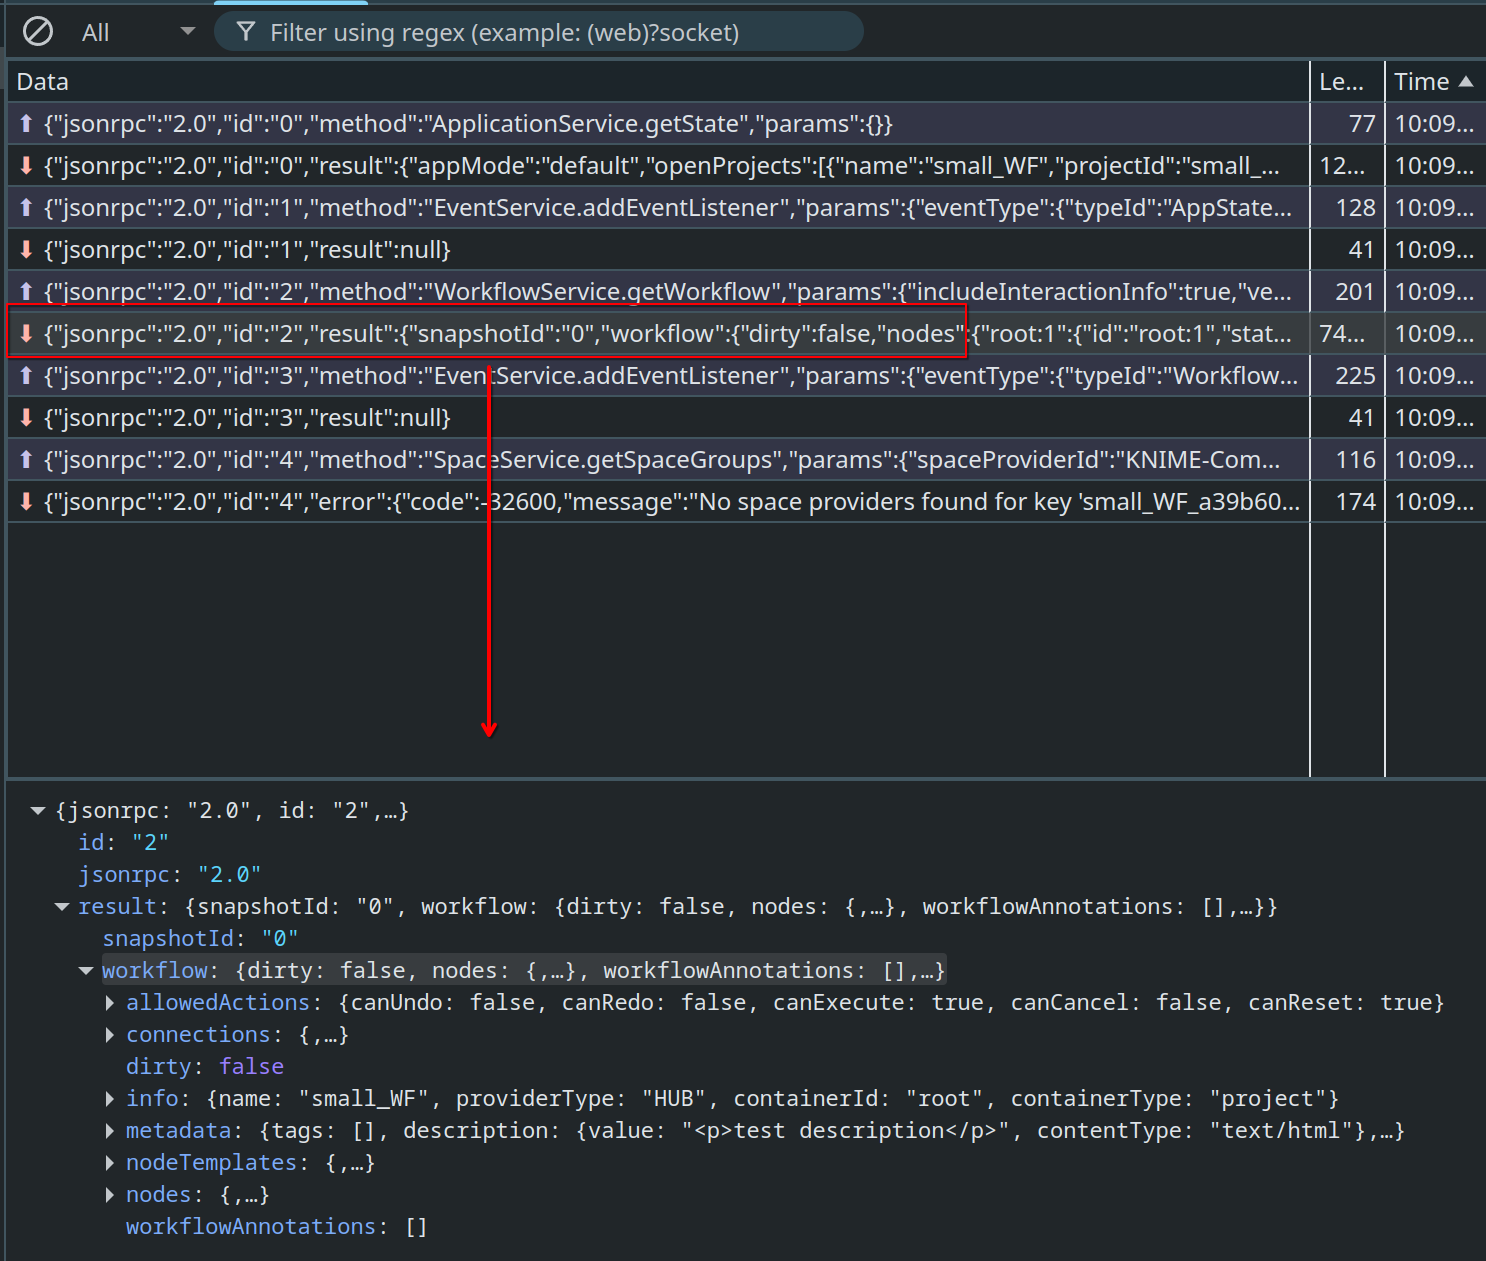 All
Filter using regex (example: (web)?socket)
Data Le... Time
{"jsonrpc":"2.0","id":"0","method":"ApplicationService.getState","params":{}} 77 10:09...
{"jsonrpc":"2.0","id":"0","result":{"appMode":"default","openProjects":[{"name":"small_WF","projectId":"small_... 12... 10:09...
{"jsonrpc":"2.0","id":"1","method":"EventService.addEventListener","params":{"eventType":{"typeId":"AppState... 128 10:09...
{"jsonrpc":"2.0","id":"1","result":null} 41 10:09...
{"jsonrpc":"2.0","id":"2","method":"WorkflowService.getWorkflow","params":{"includeInteractionInfo":true,"ve... 201 10:09...
{"jsonrpc":"2.0","id":"2","result":{"snapshotId":"0","workflow":{"dirty":false,"nodes":{"root:1":{"id":"root:1","stat... 74... 10:09...
{"jsonrpc":"2.0","id":"3","method":"EventService.addEventListener","params":{"eventType":{"typeId":"Workflow... 225 10:09...
{"jsonrpc":"2.0","id":"3","result":null} 41 10:09...
{"jsonrpc":"2.0","id":"4","method":"SpaceService.getSpaceGroups","params":{"spaceProviderId":"KNIME-Com... 116 10:09...
{"jsonrpc":"2.0","id":"4","error":{"code":-32600,"message":"No space providers found for key 'small_WF_a39b60... 174 10:09...
{jsonrpc: "2.0", id: "2",…}
id: "2"
jsonrpc: "2.0"
result: {snapshotId: "0", workflow: {dirty: false, nodes: {,…}, workflowAnnotations: [],…}}
snapshotId: "0"
workflow: {dirty: false, nodes: {,…}, workflowAnnotations: [],…}
allowedActions: {canUndo: false, canRedo: false, canExecute: true, canCancel: false, canReset: true}
connections: {,…}
dirty: false
info: {name: "small_WF", providerType: "HUB", containerId: "root", containerType: "project"}
metadata: {tags: [], description: {value: "<p>test description</p>", contentType: "text/html"},…}
nodeTemplates: {,…}
nodes: {,…}
workflowAnnotations: []